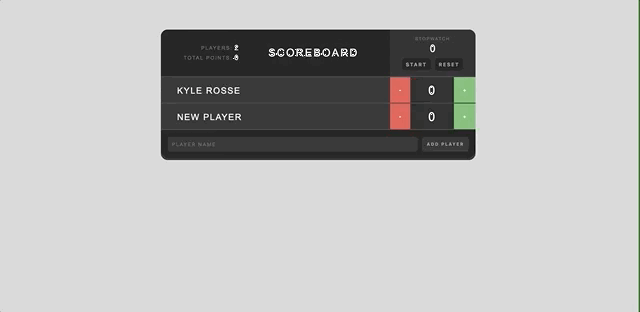 PLAYERS: 2
TOTAL POINTS:
SCOREBOARD
STOPWATCH
0
START RESET
KYLE ROSSE - 0 +
NEW PLAYER - 0 +
PLAYER NAME ADD PLAYER